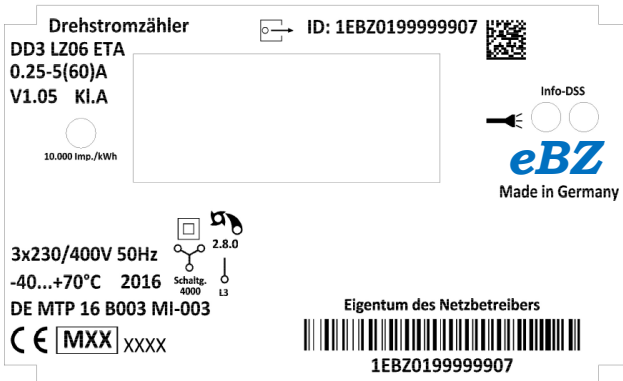 Drehstromzähler
ID: 1EBZ0199999907
DD3 LZ06 ETA
0.25-5(60)A
V1.05 Kl.A
10.000 Imp./kWh
Info-DSS
eBZ
Made in Germany
2.8.0
3x230/400V 50Hz
-40...+70°C 2016
Schaltg.
4000
L3
DE MTP 16 B003 MI-003
CE MXX XXXX
Eigentum des Netzbetreibers
1EBZ0199999907